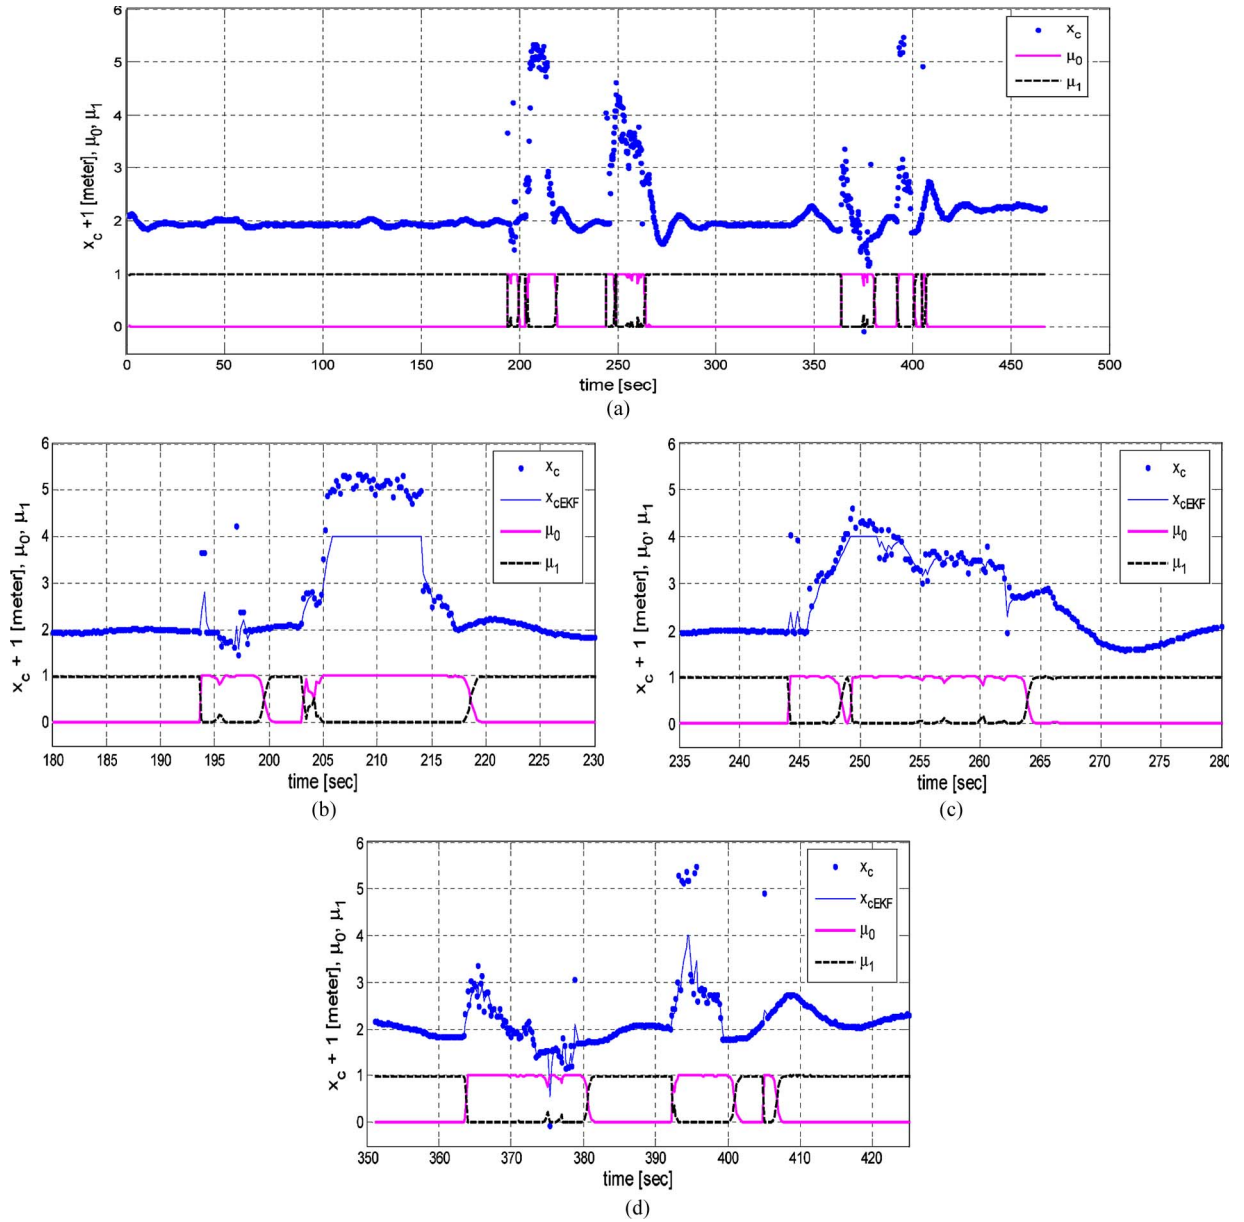 6
5
4
3
2
1
0
x_c +1 [meter], μ_0, μ_1
x_c
μ_0
μ_1
0 50 100 150 200 250 300 350 400 450 500
time [sec]
(a)
6
5
4
3
2
1
0
x_c + 1 [meter], μ_0, μ_1
x_c
x_cEKF
μ_0
μ_1
180 185 190 195 200 205 210 215 220 225 230
time [sec]
(b)
6
5
4
3
2
1
0
x_c + 1 [meter], μ_0, μ_1
x_c
x_cEKF
μ_0
μ_1
235 240 245 250 255 260 265 270 275 280
time [sec]
(c)
6
5
4
3
2
1
0
x_c + 1 [meter], μ_0, μ_1
x_c
x_cEKF
μ_0
μ_1
350 360 370 380 390 400 410 420
time [sec]
(d)